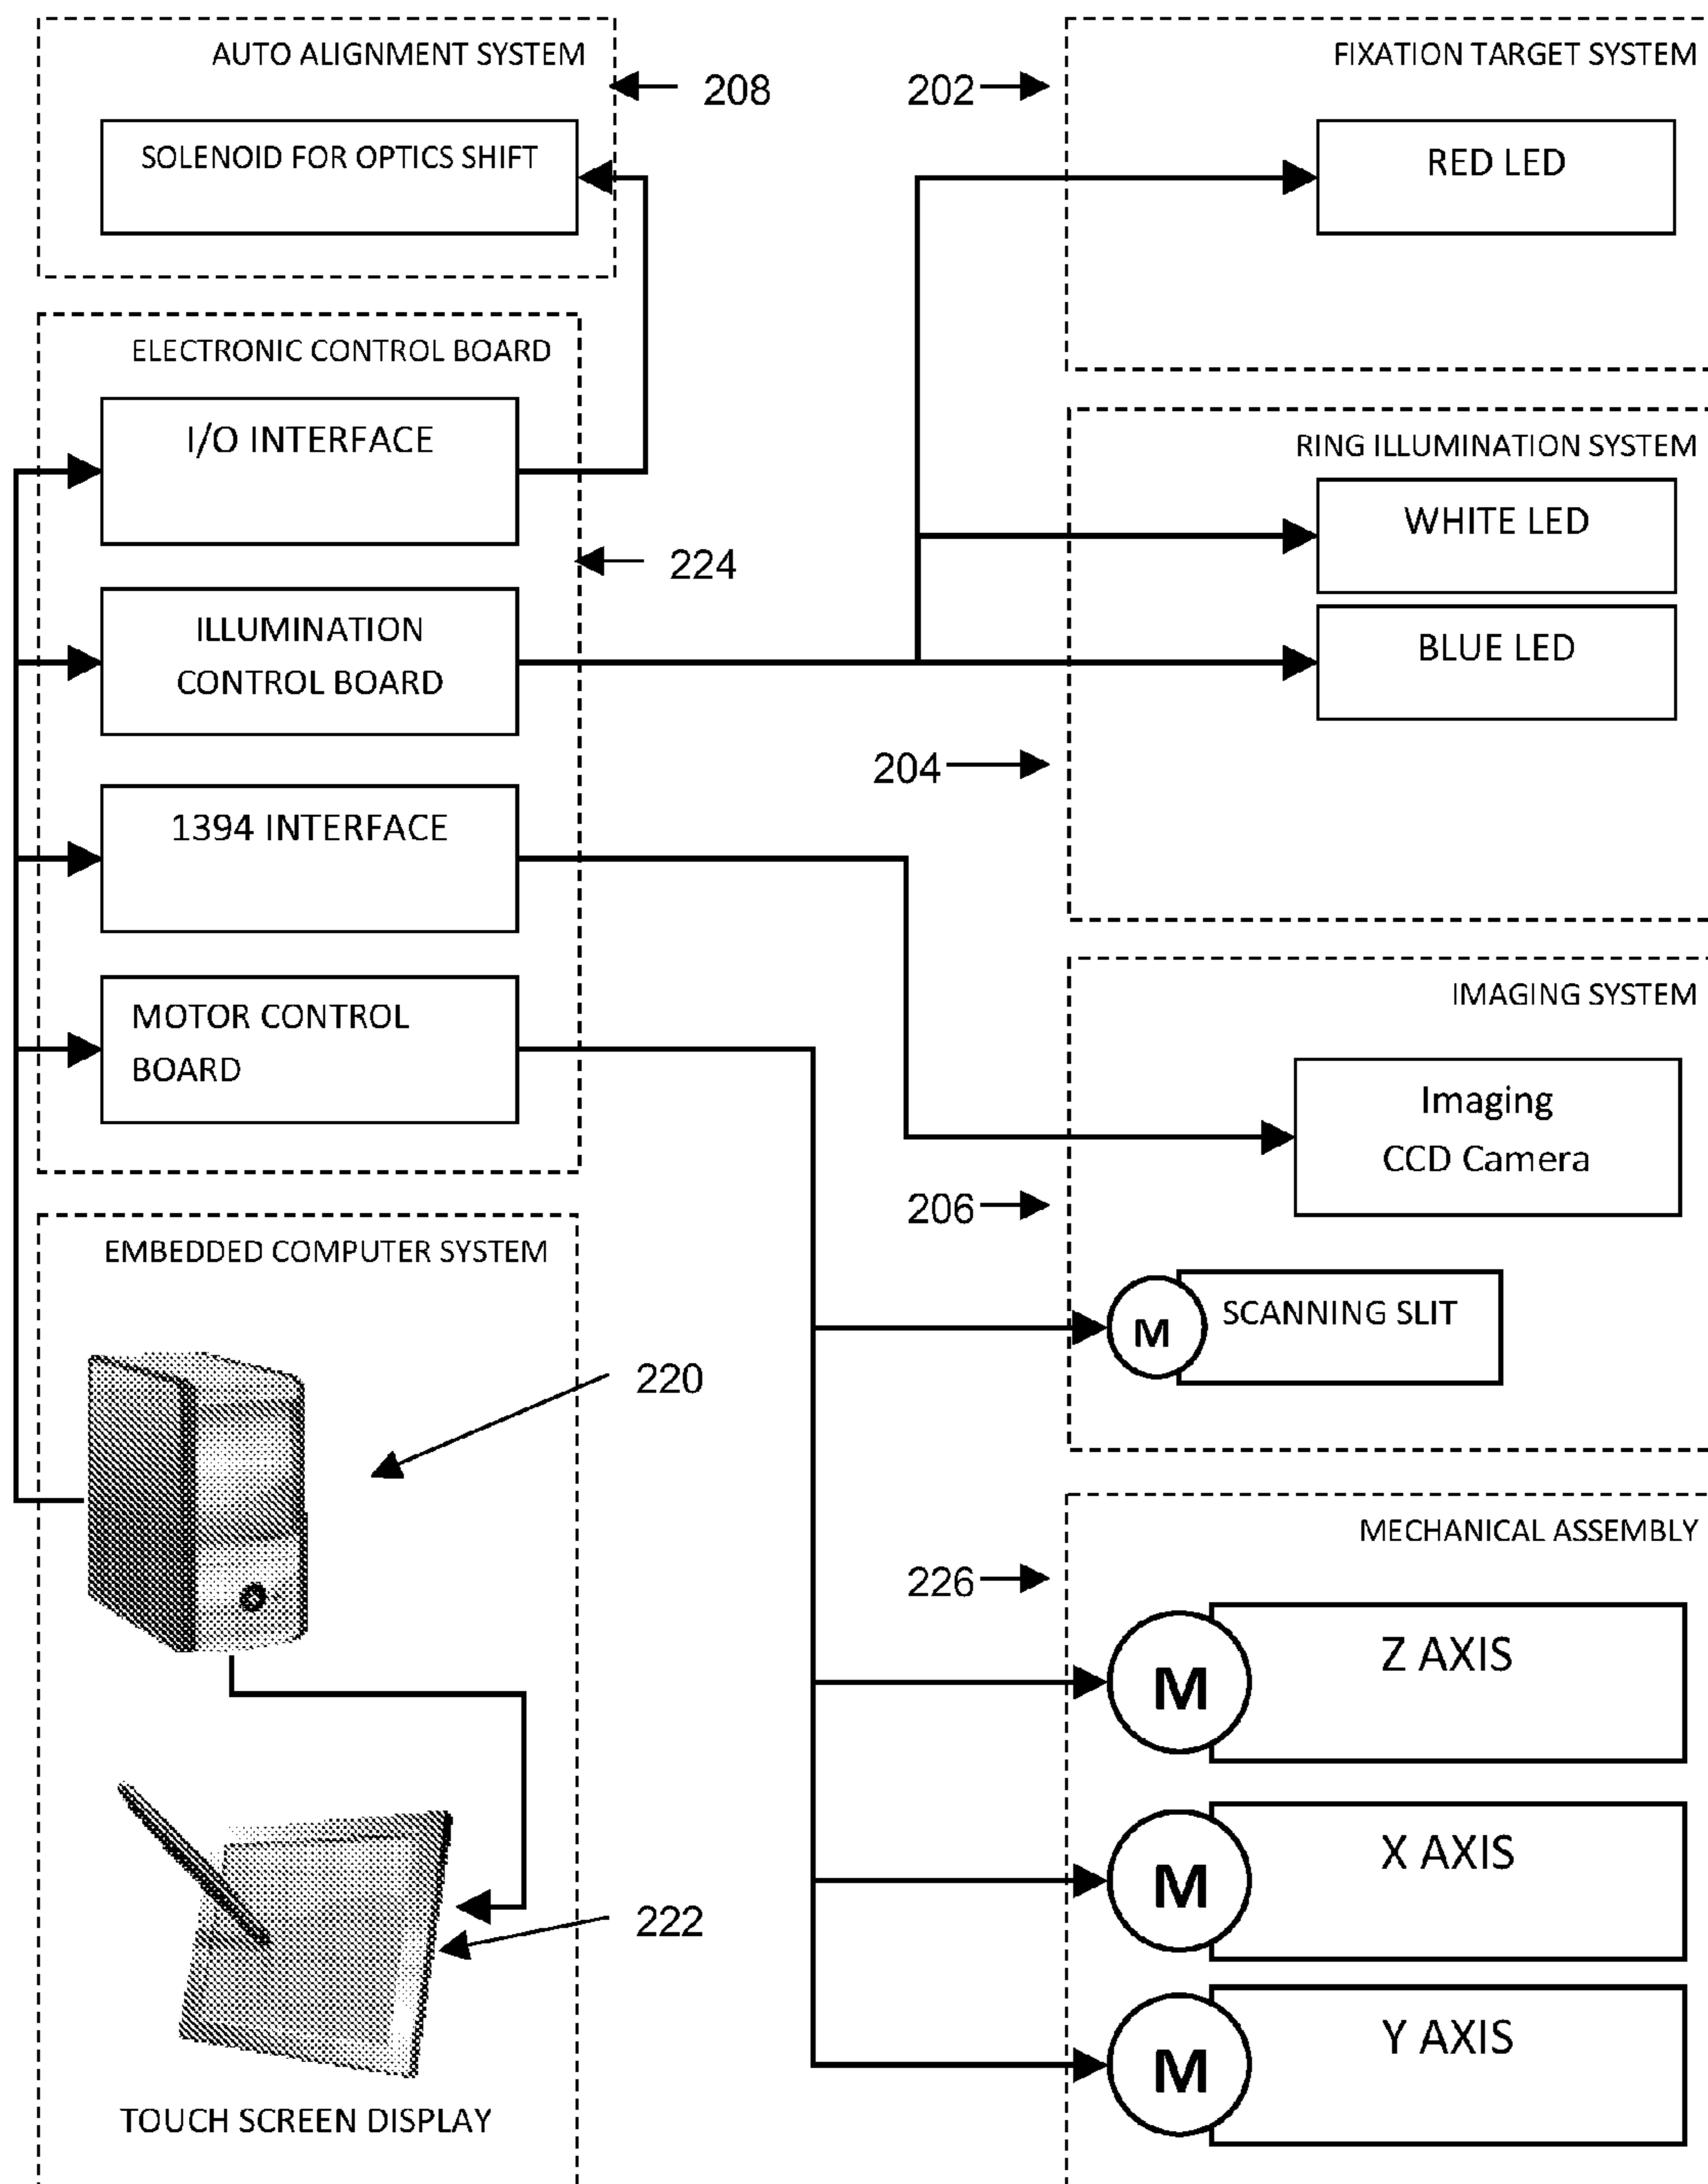 AUTO ALIGNMENT SYSTEM
208
SOLENOID FOR OPTICS SHIFT
ELECTRONIC CONTROL BOARD
I/O INTERFACE
224
ILLUMINATION
CONTROL BOARD
1394 INTERFACE
MOTOR CONTROL
BOARD
EMBEDDED COMPUTER SYSTEM
220
222
TOUCH SCREEN DISPLAY
202
FIXATION TARGET SYSTEM
RED LED
RING ILLUMINATION SYSTEM
WHITE LED
BLUE LED
204
IMAGING SYSTEM
Imaging
CCD Camera
206
M
SCANNING SLIT
MECHANICAL ASSEMBLY
226
M
Z AXIS
M
X AXIS
M
Y AXIS